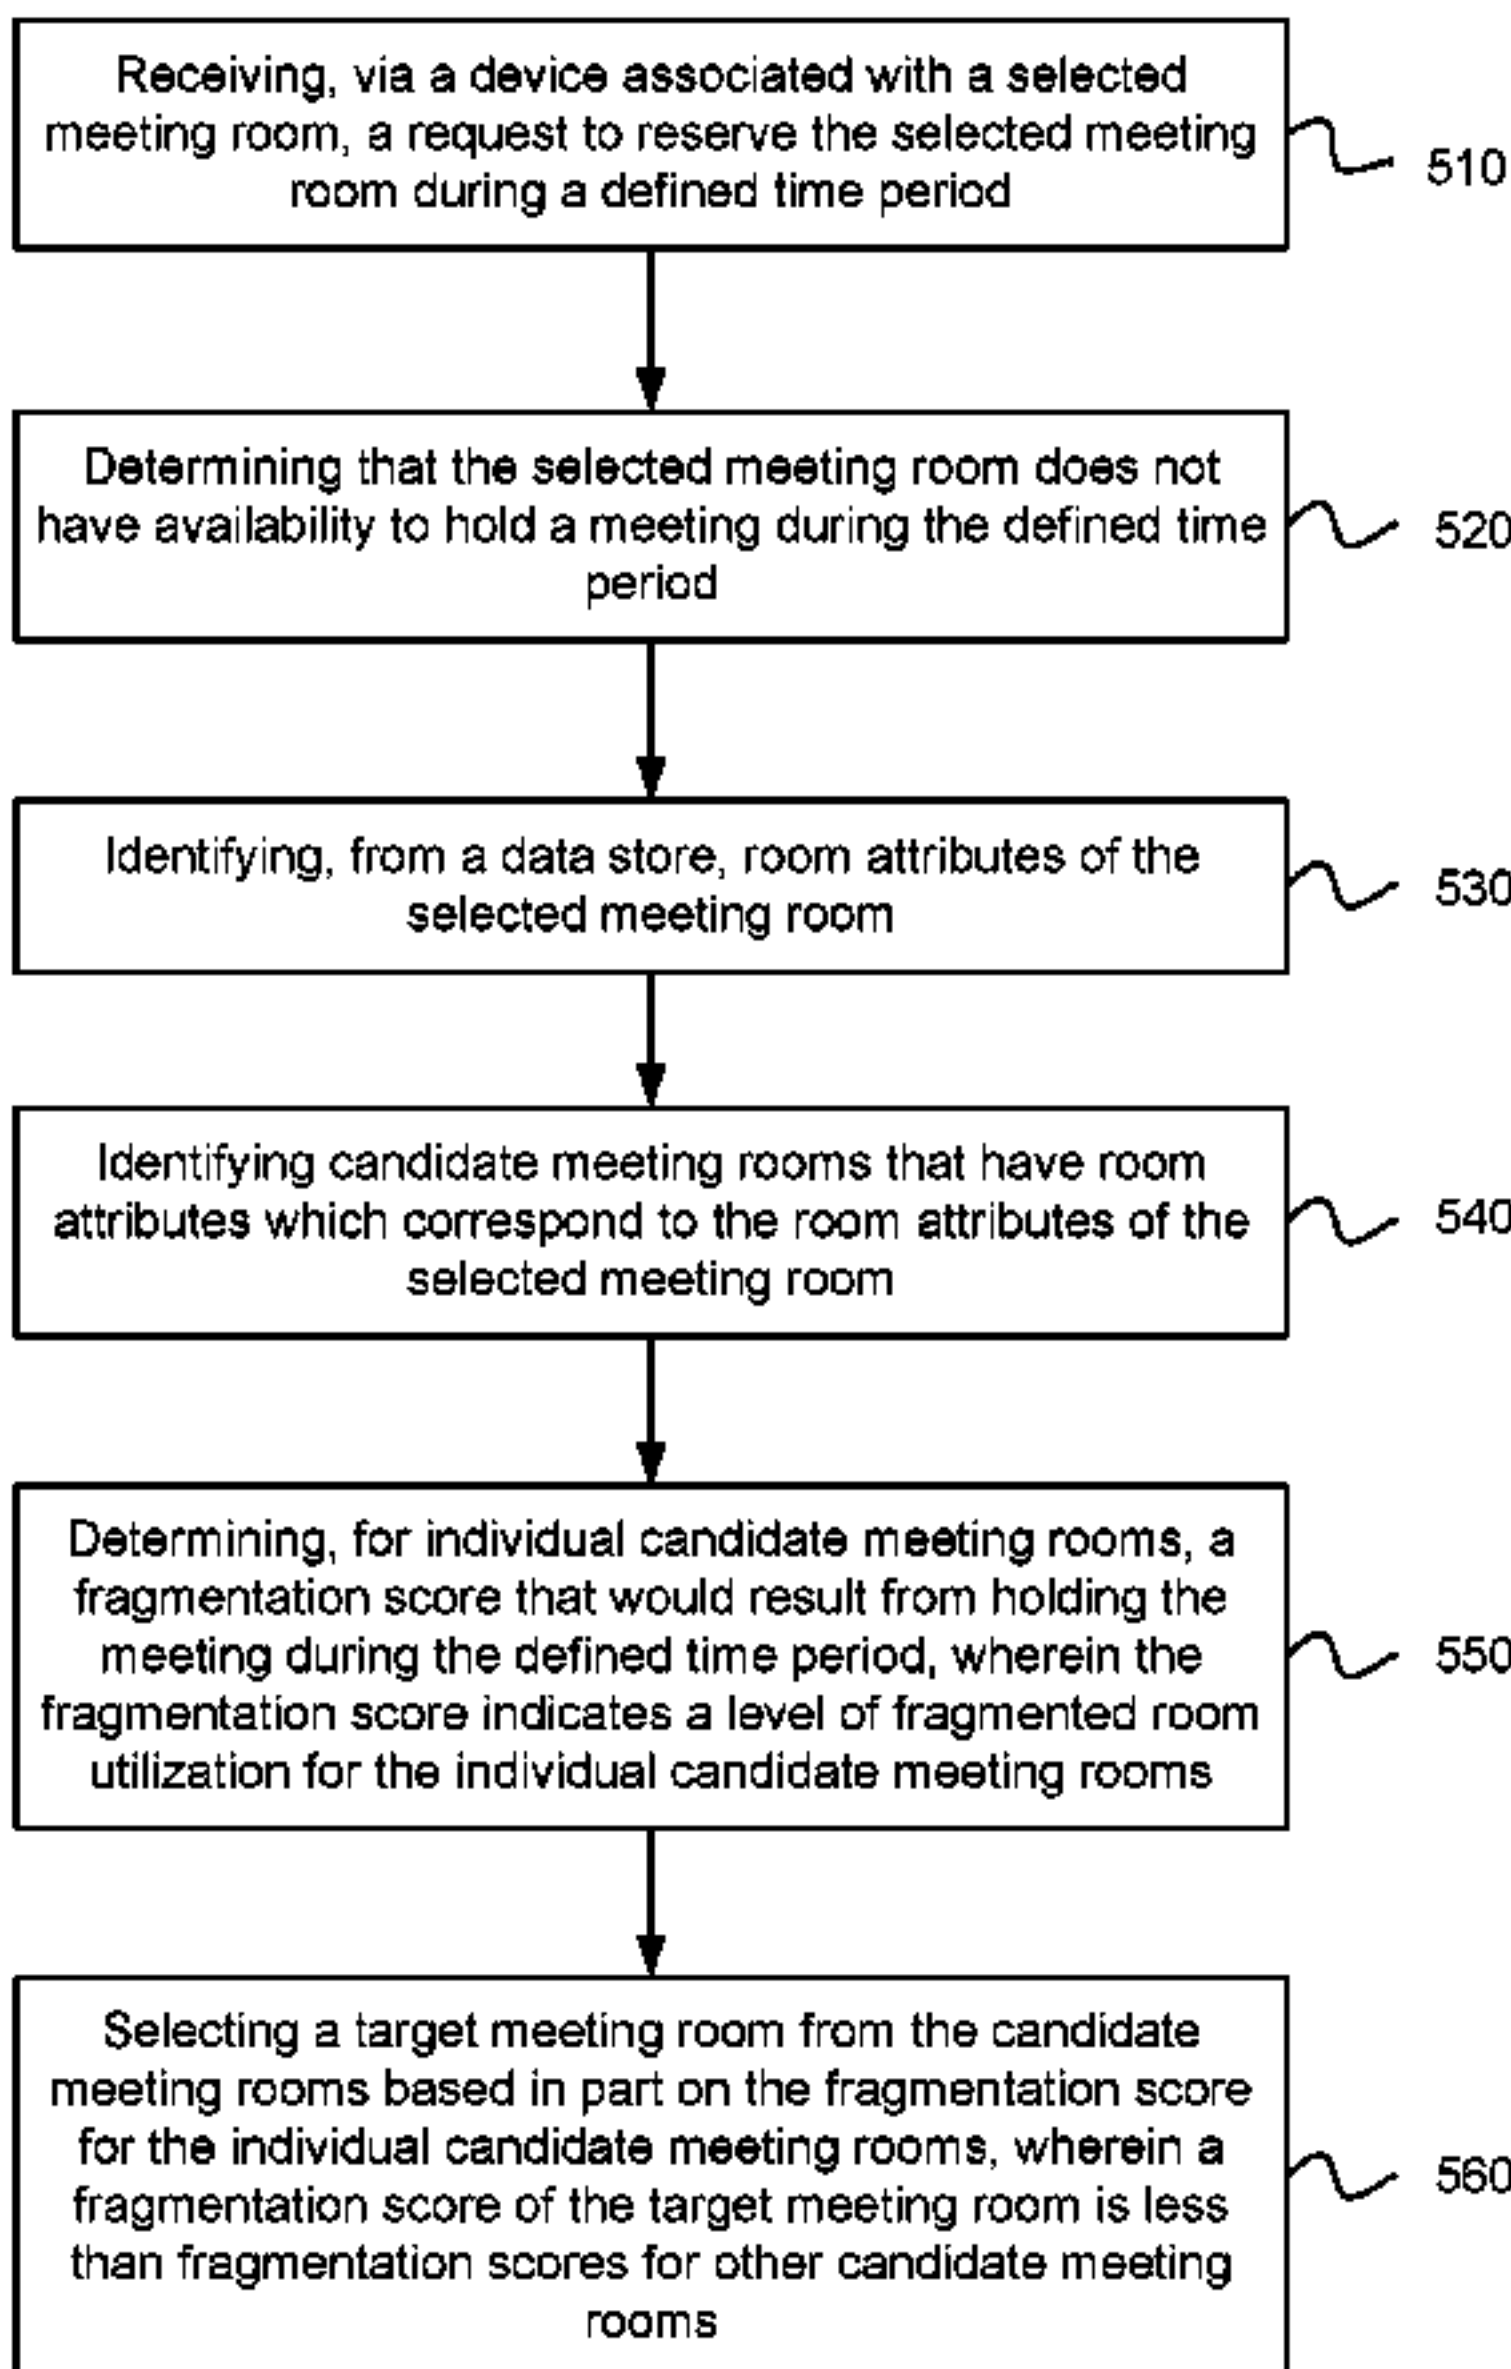 Receiving, via a device associated with a selected
meeting room, a request to reserve the selected meeting
room during a defined time period
510
Determining that the selected meeting room does not
have availability to hold a meeting during the defined time
period
520
Identifying, from a data store, room attributes of the
selected meeting room
530
Identifying candidate meeting rooms that have room
attributes which correspond to the room attributes of the
selected meeting room
540
Determining, for individual candidate meeting rooms, a
fragmentation score that would result from holding the
meeting during the defined time period, wherein the
fragmentation score indicates a level of fragmented room
utilization for the individual candidate meeting rooms
550
Selecting a target meeting room from the candidate
meeting rooms based in part on the fragmentation score
for the individual candidate meeting rooms, wherein a
fragmentation score of the target meeting room is less
than fragmentation scores for other candidate meeting
rooms
560